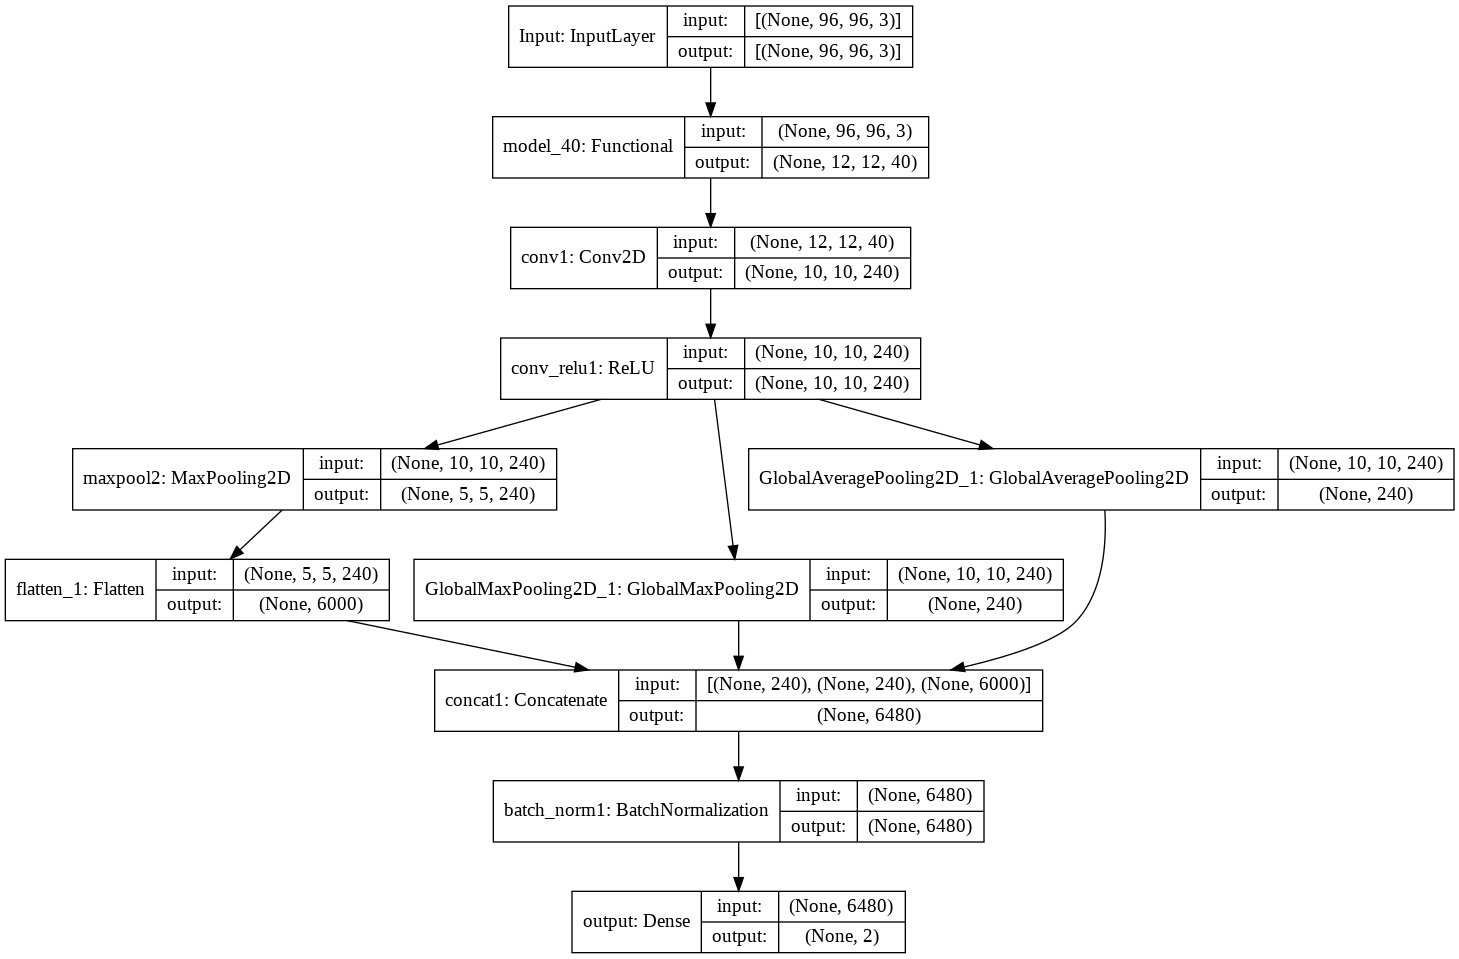 Input: InputLayer
input:
[(None, 96, 96, 3)]
output:
[(None, 96, 96, 3)]
model_40: Functional
input:
(None, 96, 96, 3)
output:
(None, 12, 12, 40)
conv1: Conv2D
input:
(None, 12, 12, 40)
output:
(None, 10, 10, 240)
conv_relu1: ReLU
input:
(None, 10, 10, 240)
output:
(None, 10, 10, 240)
maxpool2: MaxPooling2D
input:
(None, 10, 10, 240)
output:
(None, 5, 5, 240)
GlobalAveragePooling2D_1: GlobalAveragePooling2D
input:
(None, 10, 10, 240)
output:
(None, 240)
flatten_1: Flatten
input:
(None, 5, 5, 240)
output:
(None, 6000)
GlobalMaxPooling2D_1: GlobalMaxPooling2D
input:
(None, 10, 10, 240)
output:
(None, 240)
concat1: Concatenate
input:
[(None, 240), (None, 240), (None, 6000)]
output:
(None, 6480)
batch_norm1: BatchNormalization
input:
(None, 6480)
output:
(None, 6480)
output: Dense
input:
(None, 6480)
output:
(None, 2)